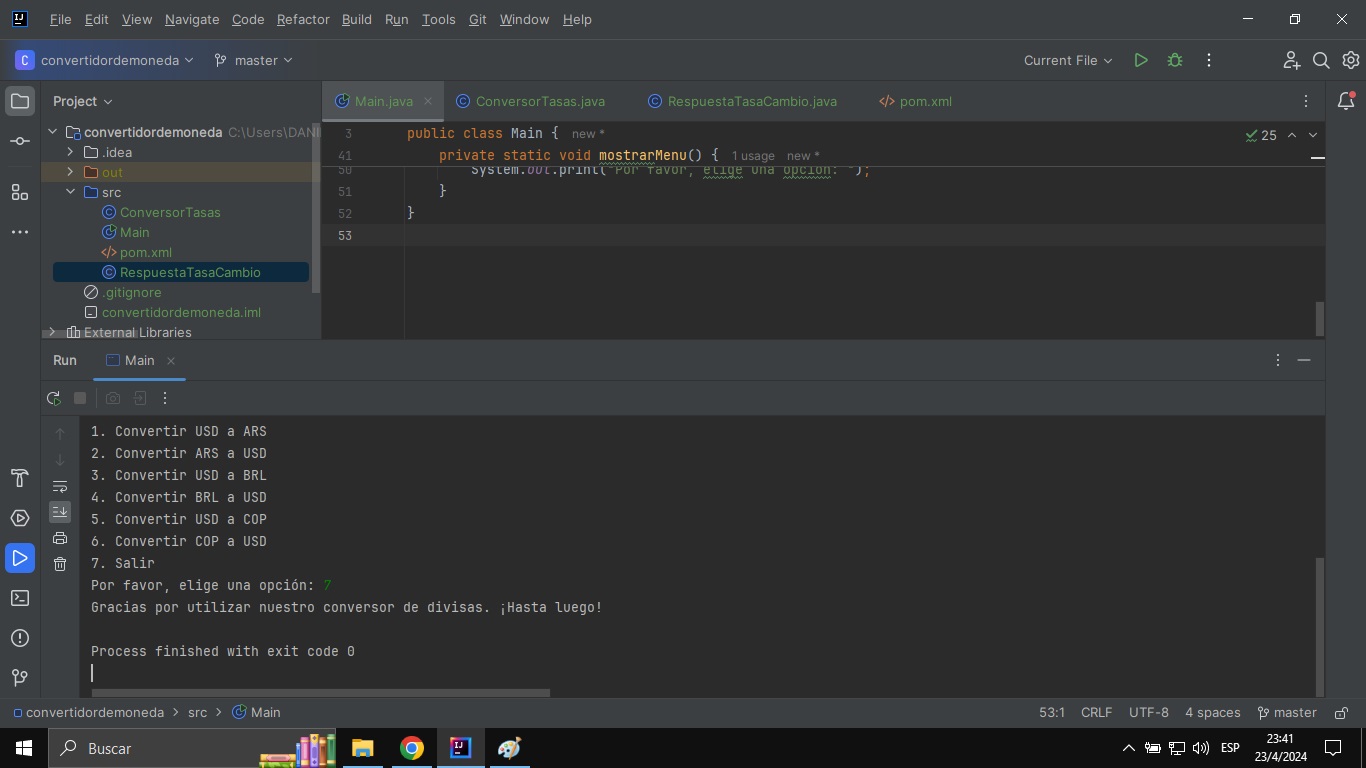 File Edit View Navigate Code Refactor Build Run Tools Git Window Help
C convertidordemoneda master Current File
Project
Main.java ConversorTasas.java RespuestaTasaCambio.java pom.xml
convertidordemoneda C:\Users\DANI
.idea
out
src
ConversorTasas
Main
pom.xml
RespuestaTasaCambio
.gitignore
convertidordemoneda.iml
External Libraries
3 public class Main { new *
41 private static void mostrarMenu() { 1 usage new *
50 System.out.print("Por favor, elige una opción: ");
51 }
52 }
53
25
Run Main
1. Convertir USD a ARS
2. Convertir ARS a USD
3. Convertir USD a BRL
4. Convertir BRL a USD
5. Convertir USD a COP
6. Convertir COP a USD
7. Salir
Por favor, elige una opción: 7
Gracias por utilizar nuestro conversor de divisas. ¡Hasta luego!
Process finished with exit code 0
convertidordemoneda > src > Main 53:1 CRLF UTF-8 4 spaces master
Buscar
ESP
23:41
23/4/2024